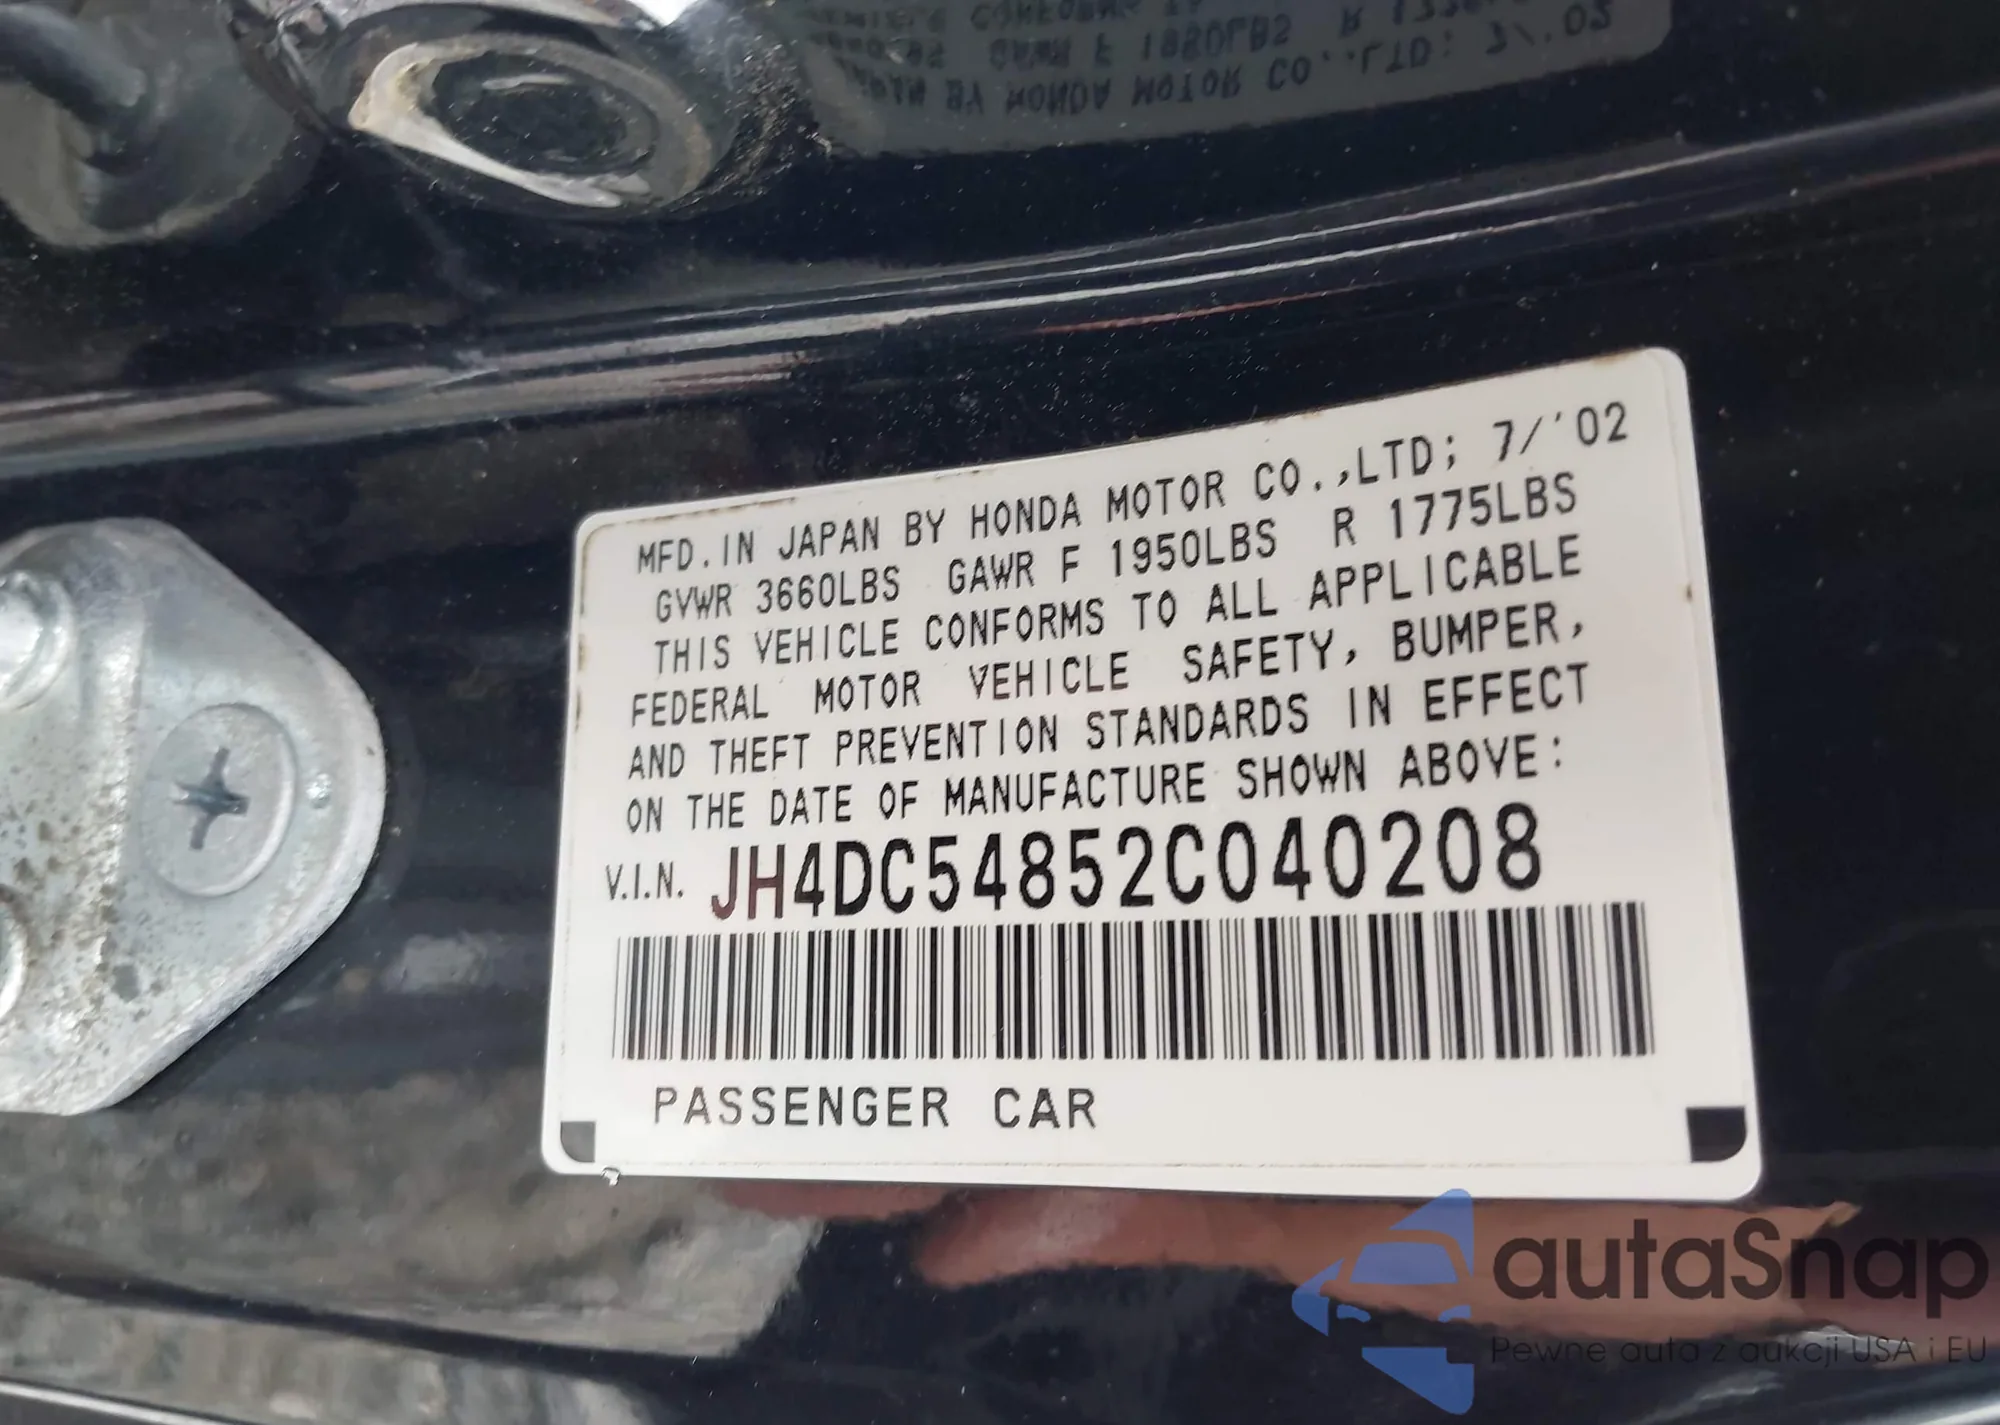 MFD. IN JAPAN BY HONDA MOTOR CO.,LTD; 7/'02
GVWR 3660LBS GAWR F 1950LBS R 1775LBS
THIS VEHICLE CONFORMS TO ALL APPLICABLE
FEDERAL MOTOR VEHICLE SAFETY, BUMPER,
AND THEFT PREVENTION STANDARDS IN EFFECT
ON THE DATE OF MANUFACTURE SHOWN ABOVE:
V.I.N. JH4DC54852C040208
PASSENGER CAR
autaSnap
Pewne auta z aukcji USA i EU